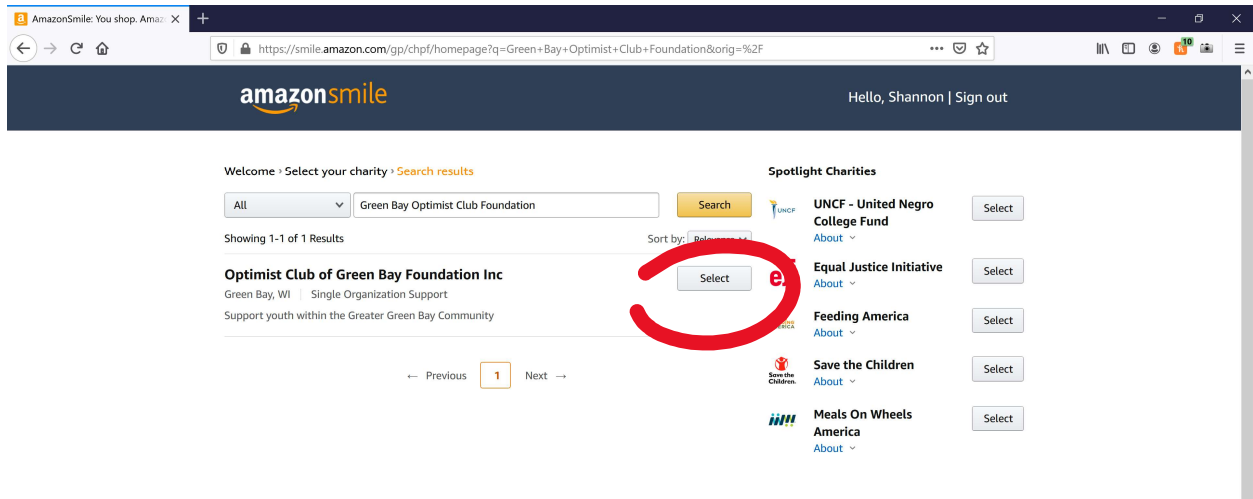 AmazonSmile: You shop. Amaz
https://smile.amazon.com/gp/chpf/homepage?q=Green+Bay+Optimist+Club+Foundation&orig=%2F
10
amazonsmile
Hello, Shannon | Sign out
Welcome › Select your charity › Search results
All
Green Bay Optimist Club Foundation
Search
Showing 1-1 of 1 Results
Sort by: Relevance
Optimist Club of Green Bay Foundation Inc
Select
Green Bay, WI | Single Organization Support
Support youth within the Greater Green Bay Community
← Previous 1 Next →
Spotlight Charities
UNCF
UNCF - United Negro
College Fund
About
Select
Equal Justice Initiative
About
Select
Feeding America
About
Select
Save the
Children.
Save the Children
About
Select
Meals On Wheels
America
About
Select